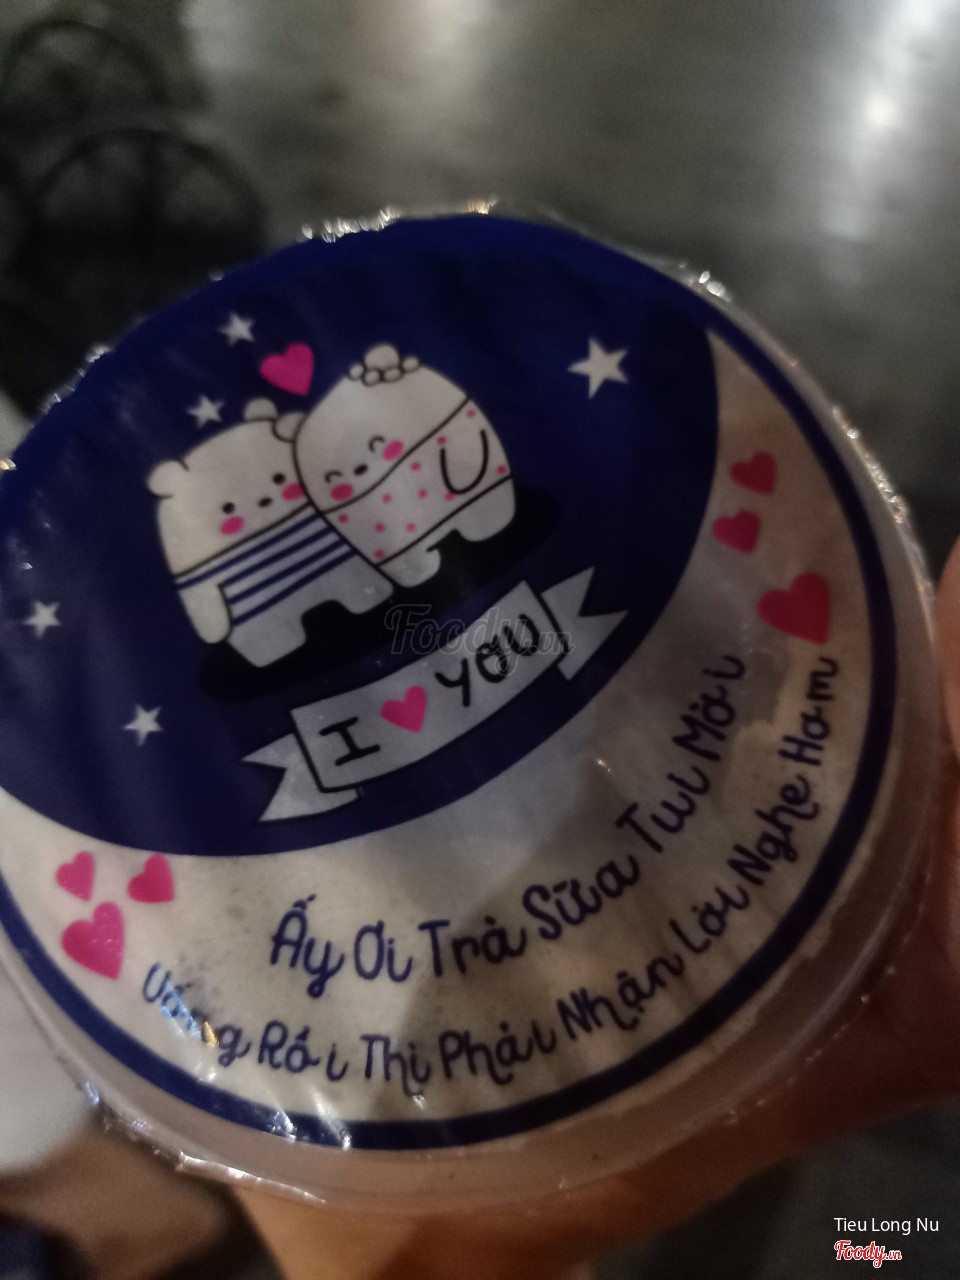 I YOU
Ấy Ơi Trà Sữa Tuui Mời
Uống Rồi Thì Phải Nhận Lời Nghe Hơm
Foody.vn
Tieu Long Nu
Foody.vn